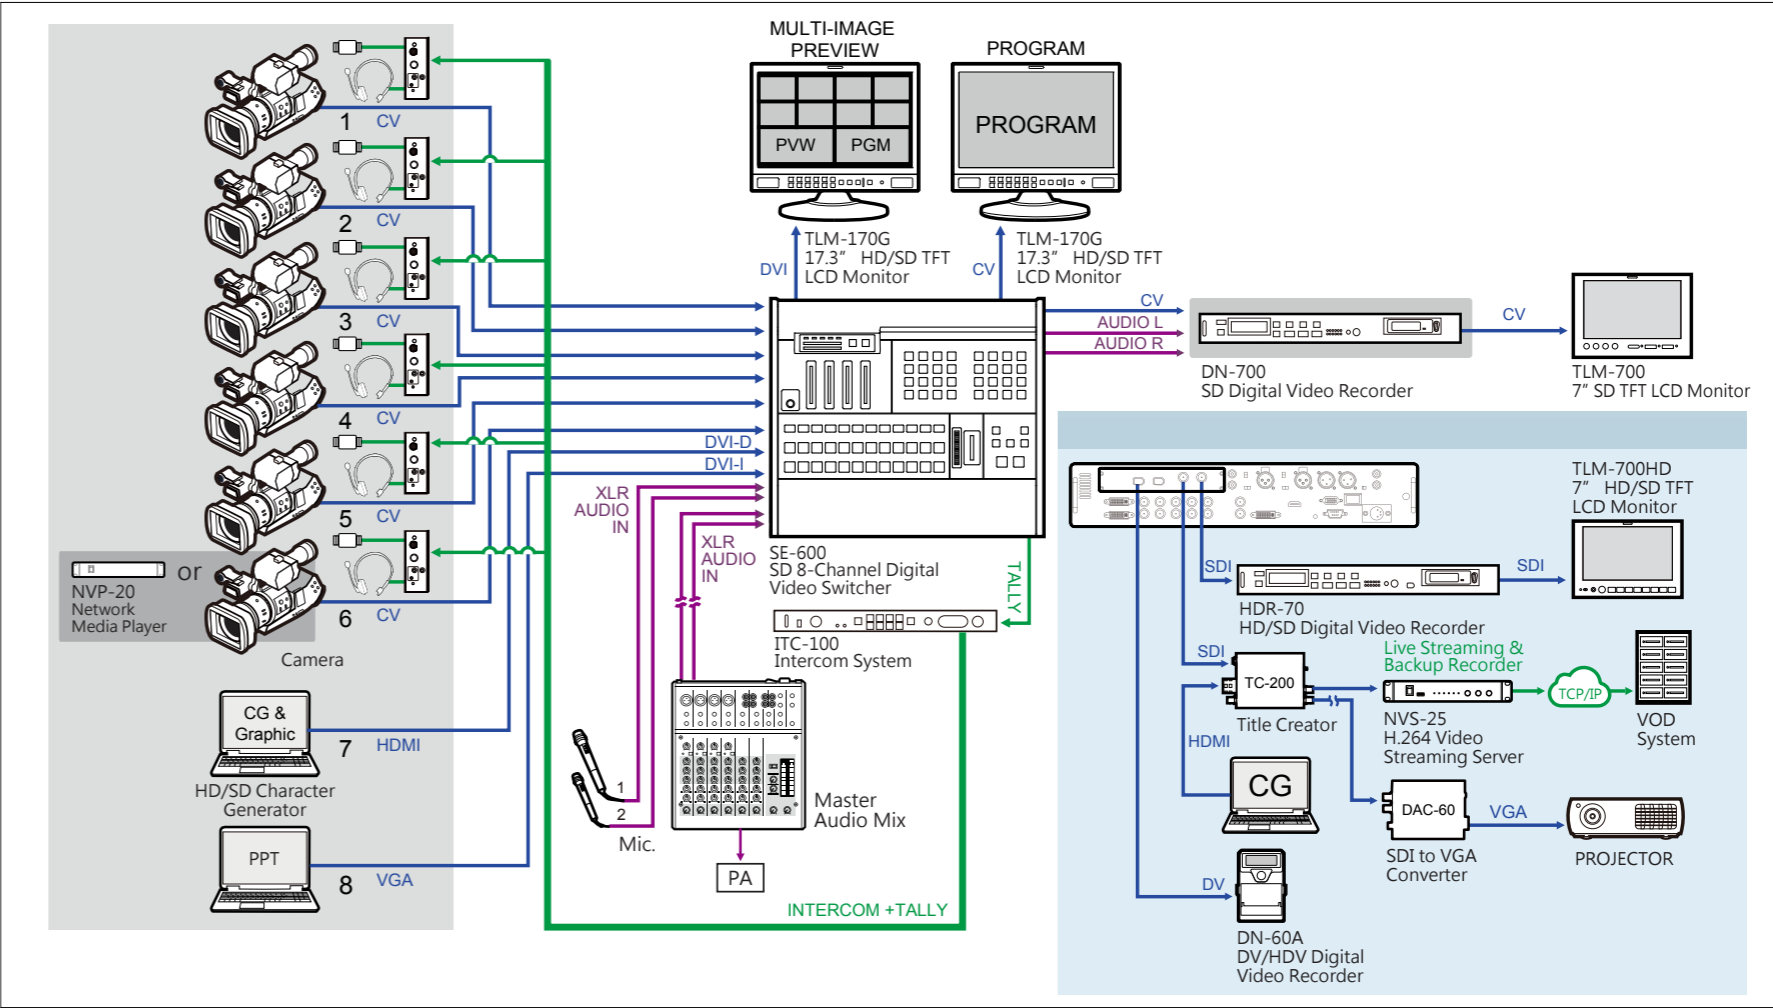 MULTI-IMAGE
PREVIEW
PROGRAM
PVW
PGM
PROGRAM
1
CV
2
CV
3
CV
4
CV
5
CV
6
CV
NVP-20
Network
Media Player
or
Camera
CG &
Graphic
7
HDMI
HD/SD Character
Generator
PPT
8
VGA
TLM-170G
17.3" HD/SD TFT
LCD Monitor
DVI
TLM-170G
17.3" HD/SD TFT
LCD Monitor
CV
DVI-D
DVI-I
XLR
AUDIO
IN
XLR
AUDIO
IN
SE-600
SD 8-Channel Digital
Video Switcher
TALLY
ITC-100
Intercom System
1
2
Mic.
Master
Audio Mix
PA
INTERCOM +TALLY
CV
AUDIO L
AUDIO R
DN-700
SD Digital Video Recorder
CV
TLM-700
7" SD TFT LCD Monitor
TLM-700HD
7" HD/SD TFT
LCD Monitor
SDI
SDI
HDR-70
HD/SD Digital Video Recorder
SDI
TC-200
Title Creator
Live Streaming &
Backup Recorder
TCP/IP
NVS-25
H.264 Video
Streaming Server
VOD
System
HDMI
CG
DAC-60
VGA
SDI to VGA
Converter
PROJECTOR
DV
DN-60A
DV/HDV Digital
Video Recorder